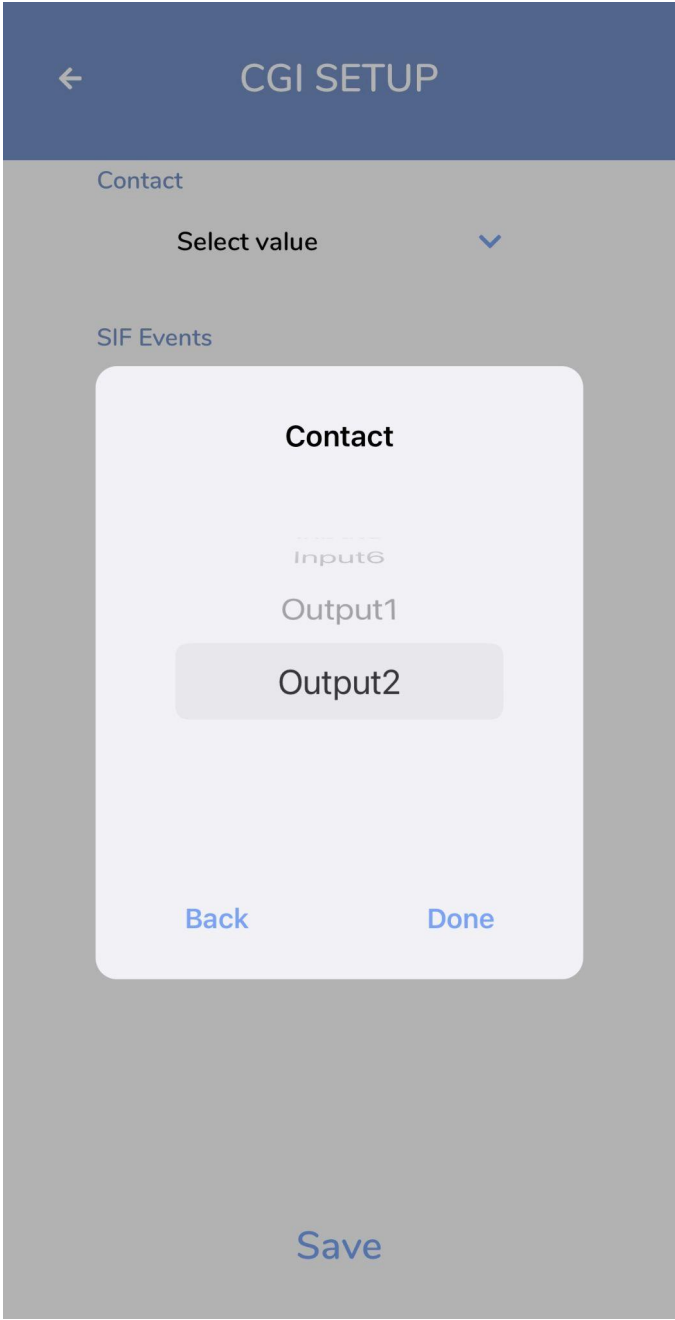 CGI SETUP
Contact
Select value
SIF Events
Contact
Input6
Output1
Output2
Back Done
Save